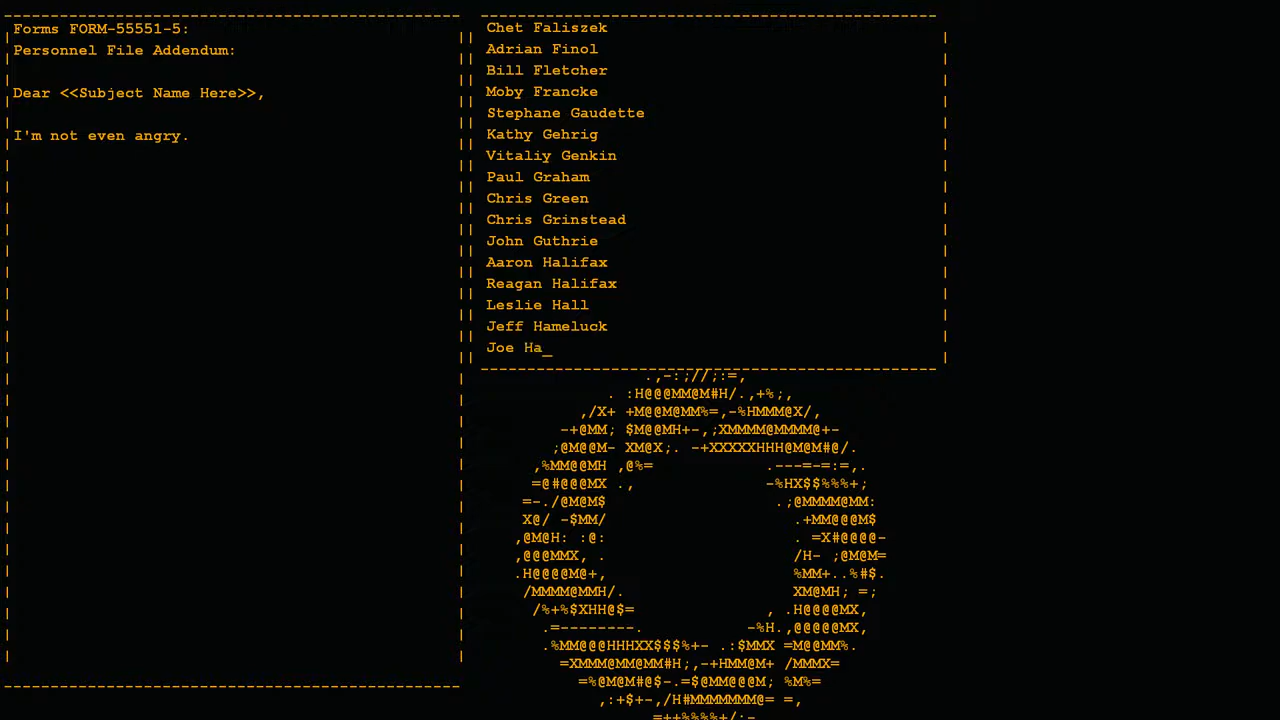 Forms FORM-55551-5:
Personnel File Addendum:
Dear <<Subject Name Here>>,
I'm not even angry.
Chet Faliszek
Adrian Finol
Bill Fletcher
Moby Francke
Stephane Gaudette
Kathy Gehrig
Vitaliy Genkin
Paul Graham
Chris Green
Chris Grinstead
John Guthrie
Aaron Halifax
Reagan Halifax
Leslie Hall
Jeff Hameluck
Joe Ha_